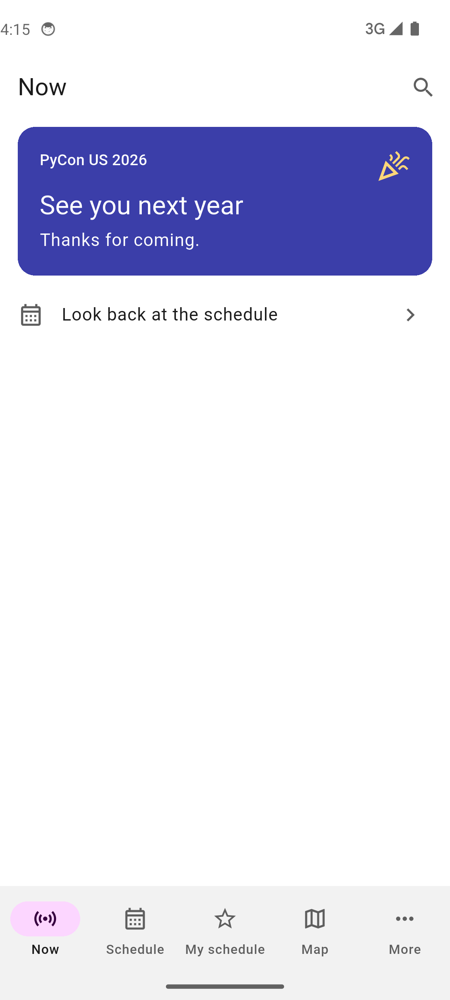 4:15
3G
Now
PyCon US 2026
See you next year
Thanks for coming.
Look back at the schedule
Now
Schedule
My schedule
Map
More